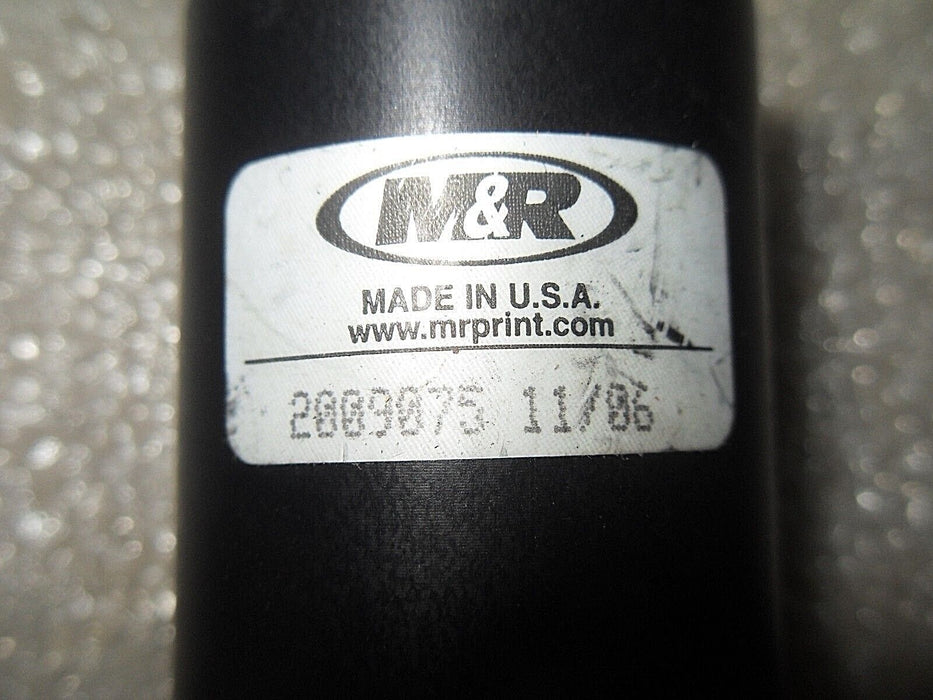 M&R
MADE IN U.S.A.
www.mrprint.com
2009075 11/06